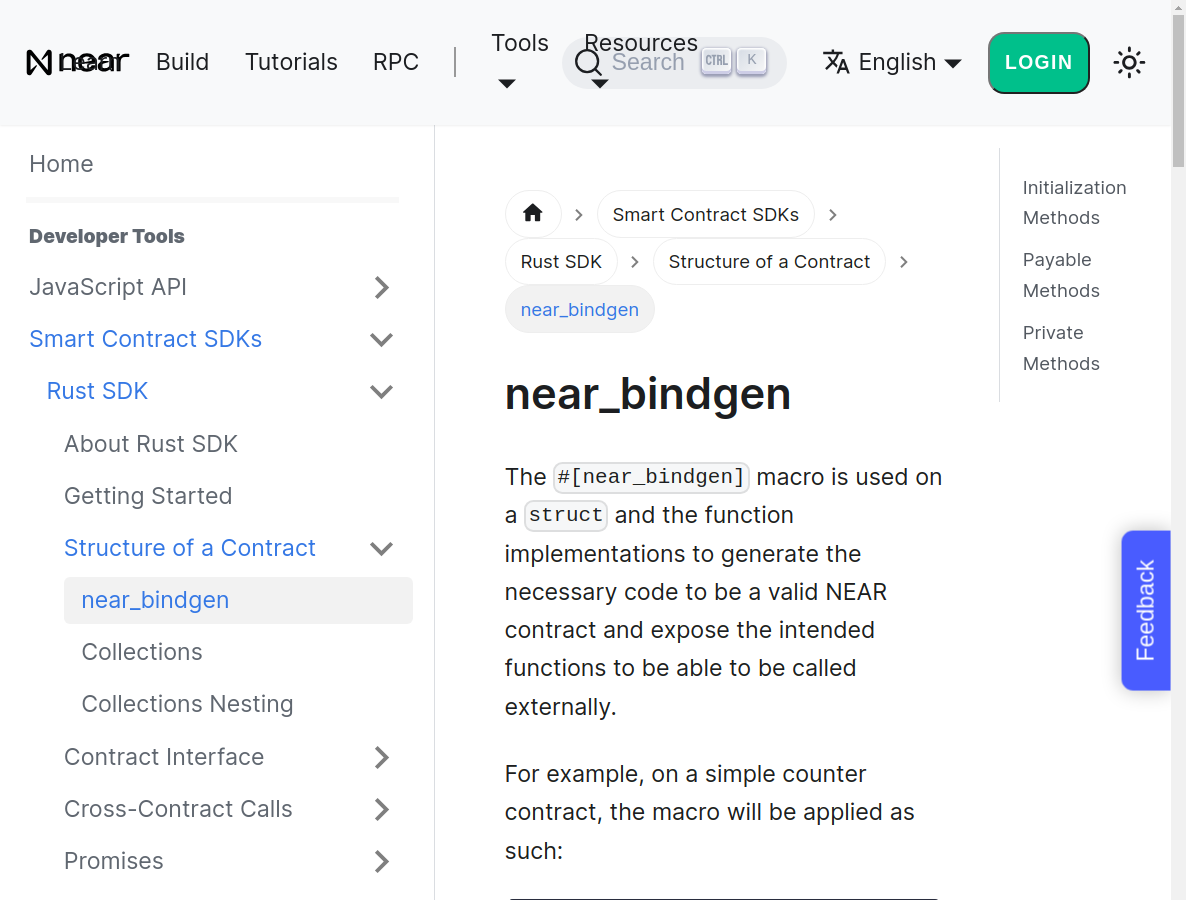 near
Learn
Build
Tutorials
RPC
Tools
Resources
Search
CTRL
K
English
LOGIN
Home
Developer Tools
JavaScript API
Smart Contract SDKs
Rust SDK
About Rust SDK
Getting Started
Structure of a Contract
near_bindgen
Collections
Collections Nesting
Contract Interface
Cross-Contract Calls
Promises
Smart Contract SDKs
Rust SDK
Structure of a Contract
near_bindgen
near_bindgen
The #[near_bindgen] macro is used on
a struct and the function
implementations to generate the
necessary code to be a valid NEAR
contract and expose the intended
functions to be able to be called
externally.
For example, on a simple counter
contract, the macro will be applied as
such:
Initialization
Methods
Payable
Methods
Private
Methods
Feedback